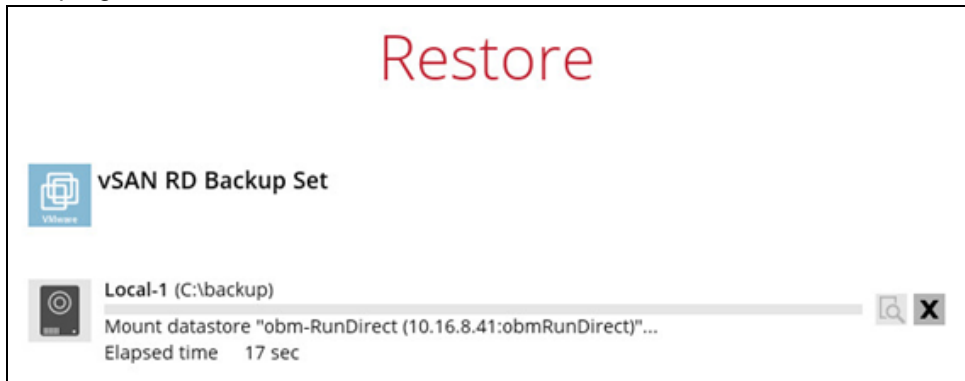 Restore
vSAN RD Backup Set
VMware
Local-1 (C:\backup)
Mount datastore "obm-RunDirect (10.16.8.41:obmRunDirect)"...
Elapsed time 17 sec
X